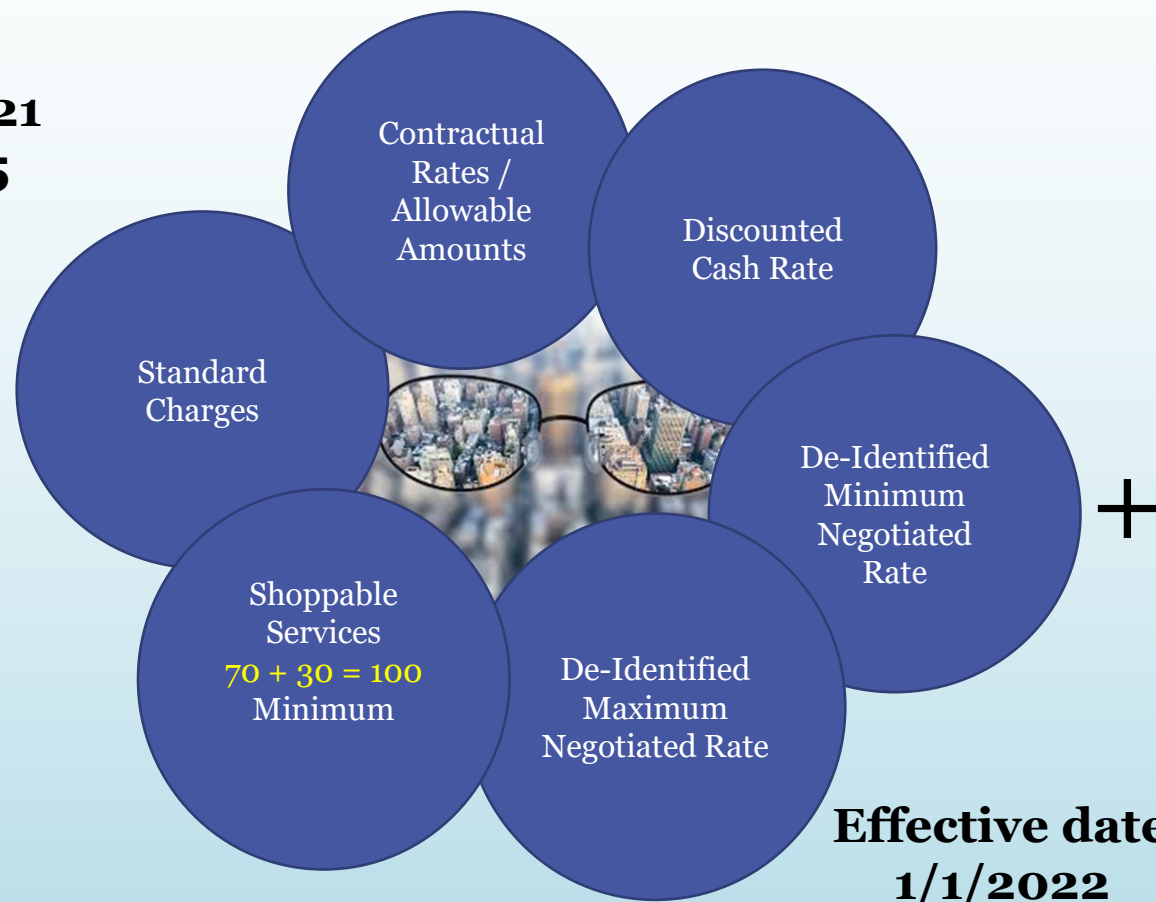 21
5
Contractual
Rates /
Allowable
Amounts
Discounted
Cash Rate
Standard
Charges
De-Identified
Minimum
Negotiated
Rate
+
Shoppable
Services
70 + 30 = 100
Minimum
De-Identified
Maximum
Negotiated Rate
Effective date
1/1/2022